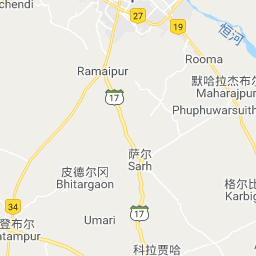 chendi
27
19
恒河
Rooma
Ramaipur
默哈拉杰布尔
Maharajpur
17
Phuphuwarsuith
萨尔
Sarh
皮德尔冈
Bhitargaon
格尔比
Karbig
34
登布尔
atampur
Umari
17
科拉贾哈